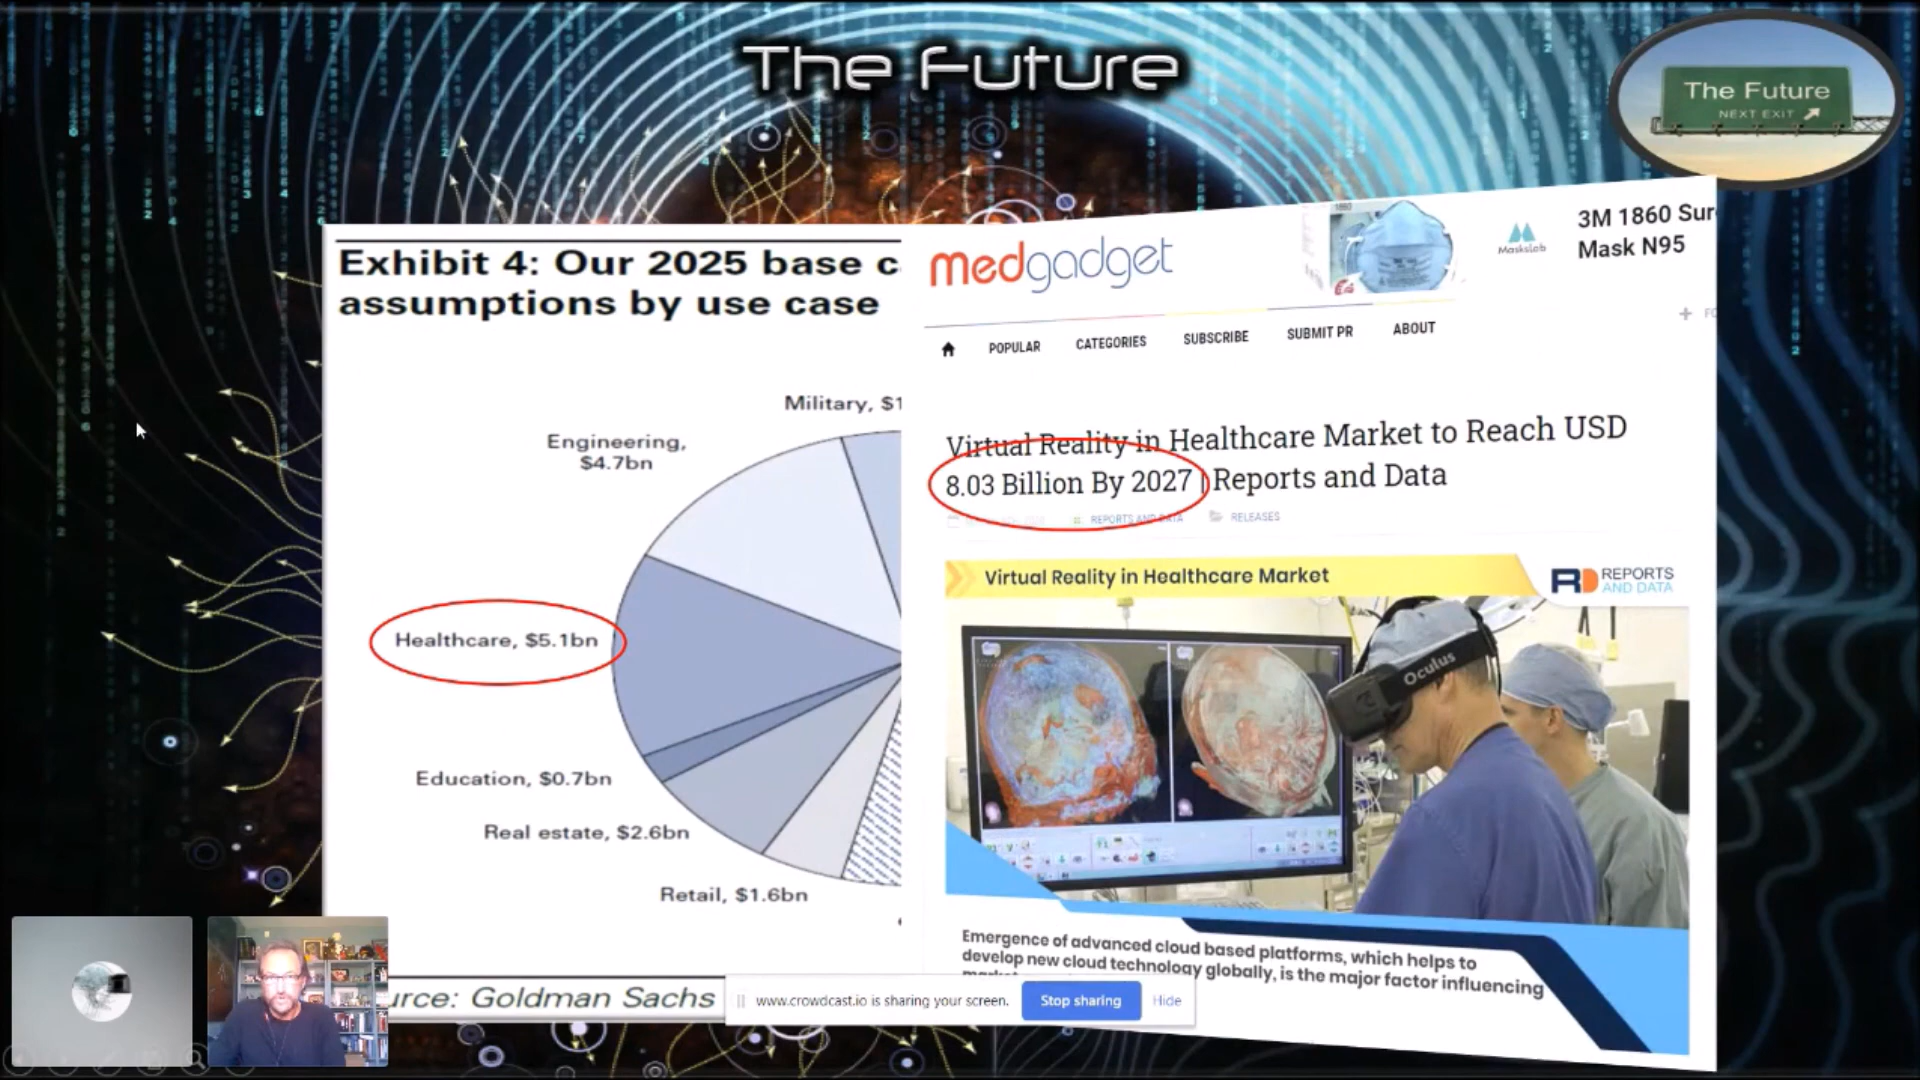 The Future
The Future
NEXT EXIT
Exhibit 4: Our 2025 base c
assumptions by use case
Military, $1
Engineering,
$4.7bn
Healthcare, $5.1bn
Education, $0.7bn
Real estate, $2.6bn
Retail, $1.6bn
urce: Goldman Sachs
medgadget
1860
MasksLab
3M 1860 Sur
Mask N95
FO
POPULAR
CATEGORIES
SUBSCRIBE
SUBMIT PR
ABOUT
Virtual Reality in Healthcare Market to Reach USD
8.03 Billion By 2027 | Reports and Data
REPORTS AND DATA
RELEASES
Virtual Reality in Healthcare Market
RD REPORTS
AND DATA
Oculus
Emergence of advanced cloud based platforms, which helps to
develop new cloud technology globally, is the major factor influencing
www.crowdcast.io is sharing your screen.
Stop sharing
Hide